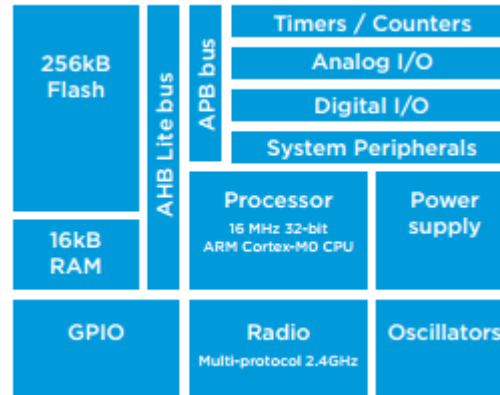 256kB
Flash
AHB Lite bus
APB bus
Timers / Counters
Analog I/O
Digital I/O
System Peripherals
16kB
RAM
Processor
16 MHz 32-bit
ARM Cortex-M0 CPU
Power
supply
GPIO
Radio
Multi-protocol 2.4GHz
Oscillators